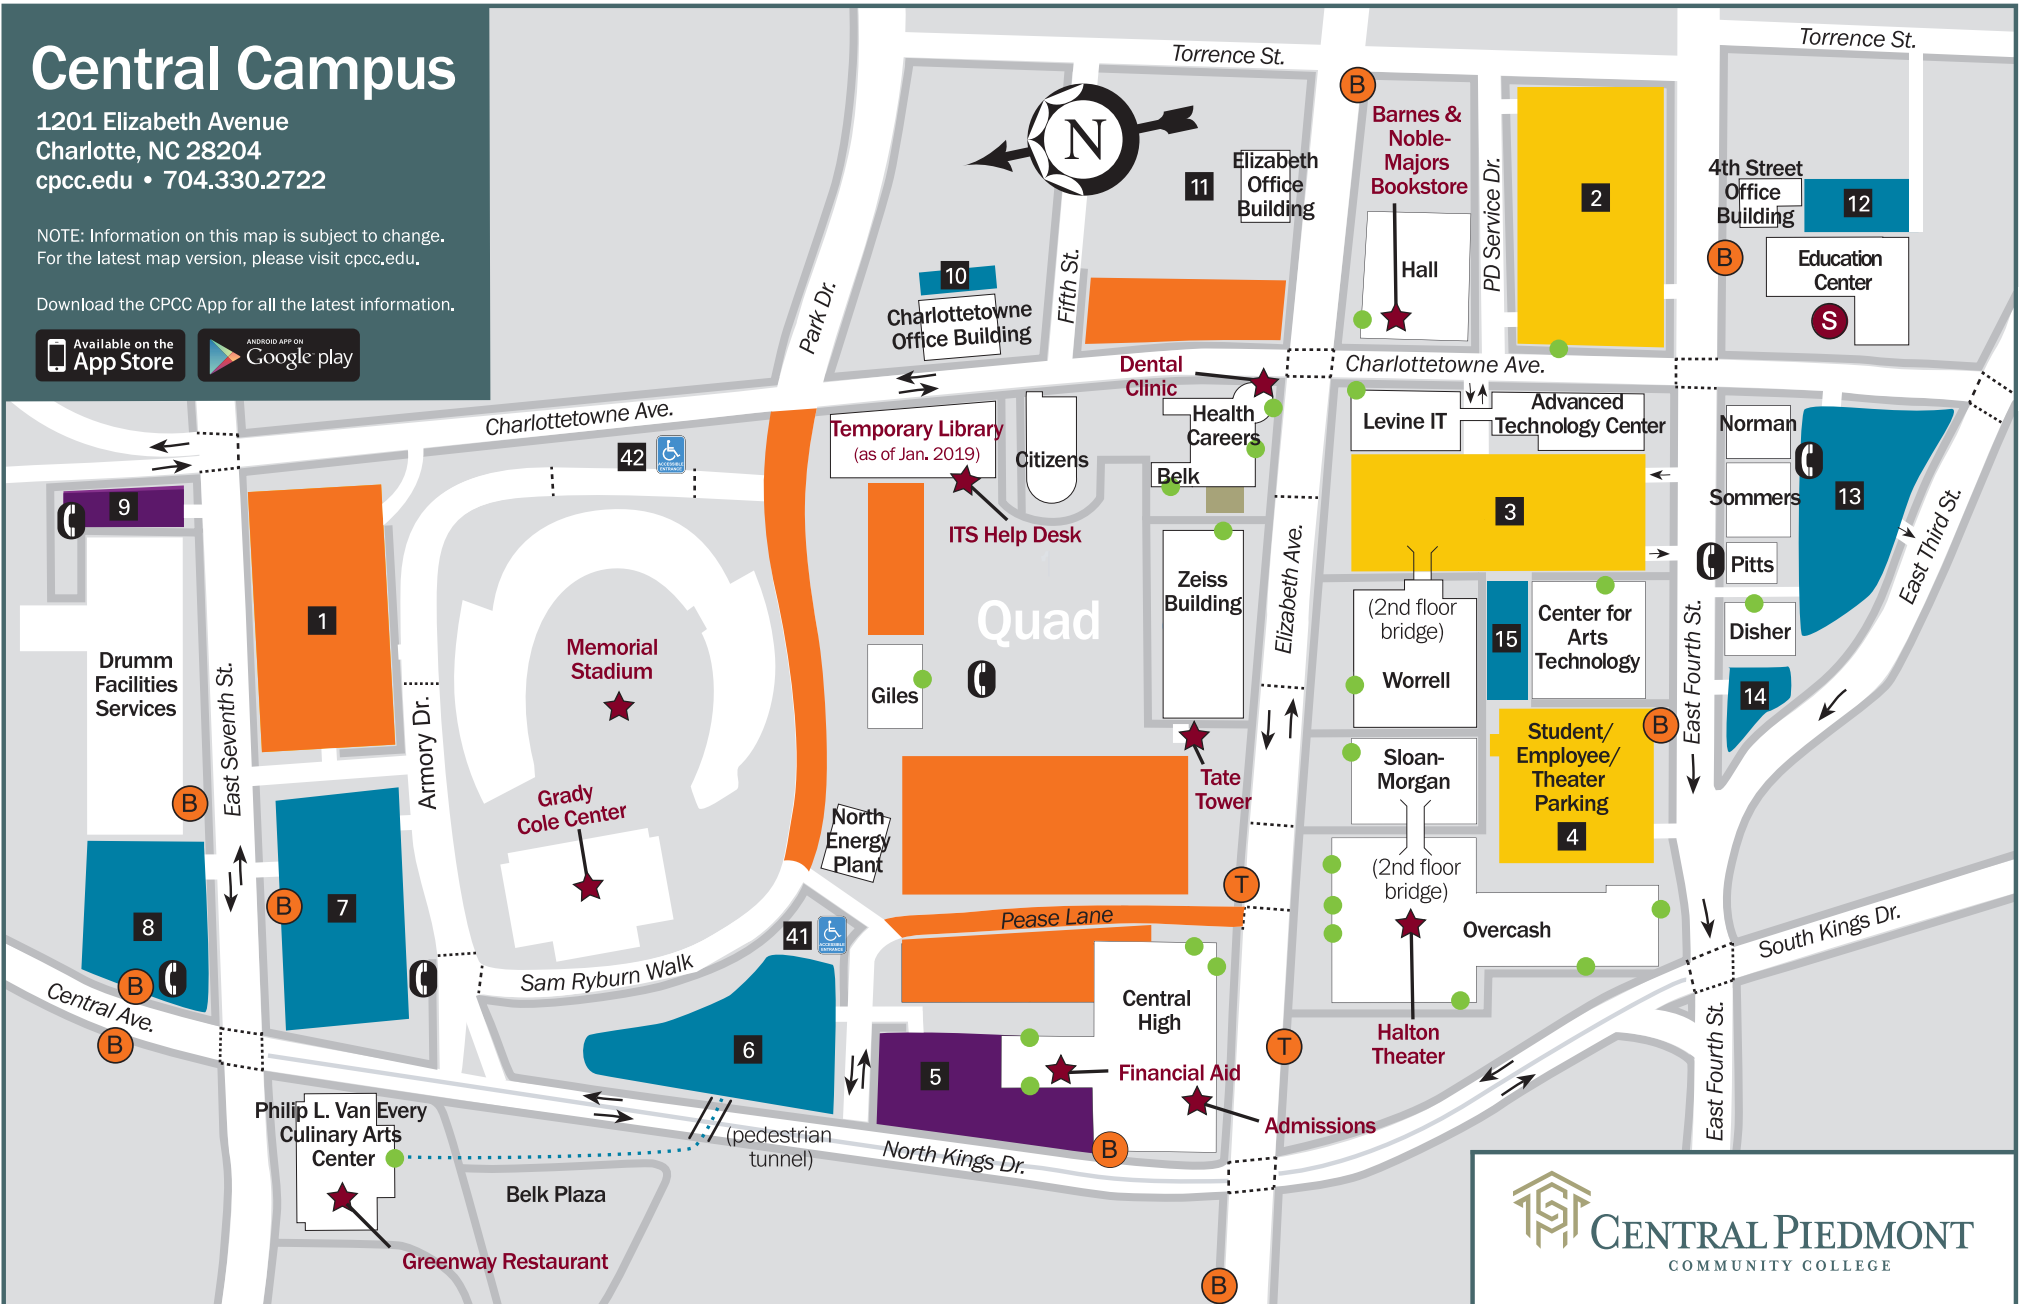 Central Campus
1201 Elizabeth Avenue
Charlotte, NC 28204
cpcc.edu • 704.330.2722
NOTE: Information on this map is subject to change.
For the latest map version, please visit cpcc.edu.
Download the CPCC App for all the latest information.
Available on the
App Store
ANDROID APP ON
Google play
Torrence St.
Torrence St.
N
B
Barnes &
Noble-
Majors
Bookstore
Hall
PD Service Dr.
2
4th Street
Office
Building
12
B
Education
Center
S
11
Elizabeth
Office
Building
Fifth St.
10
Charlottetowne
Office Building
Park Dr.
Charlottetowne Ave.
Charlottetowne Ave.
Dental
Clinic
Health
Careers
Belk
Levine IT
Advanced
Technology Center
Norman
Sommers
Pitts
Disher
13
14
East Third St.
3
Temporary Library
(as of Jan. 2019)
Citizens
ITS Help Desk
42
ACCESSIBLE
ENTRANCE
9
1
Drumm
Facilities
Services
East Seventh St.
Armory Dr.
Memorial
Stadium
Grady
Cole Center
Quad
Giles
Zeiss
Building
Elizabeth Ave.
(2nd floor
bridge)
Worrell
15
Center for
Arts
Technology
East Fourth St.
B
Student/
Employee/
Theater
Parking
4
Sloan-
Morgan
(2nd floor
bridge)
Tate
Tower
North
Energy
Plant
T
B
B
7
8
B
B
Central Ave.
41
ACCESSIBLE
ENTRANCE
Pease Lane
Sam Ryburn Walk
6
5
Central
High
Financial Aid
Admissions
T
Overcash
Halton
Theater
South Kings Dr.
East Fourth St.
B
North Kings Dr.
(pedestrian
tunnel)
Philip L. Van Every
Culinary Arts
Center
Belk Plaza
Greenway Restaurant
B
CENTRAL PIEDMONT
COMMUNITY COLLEGE